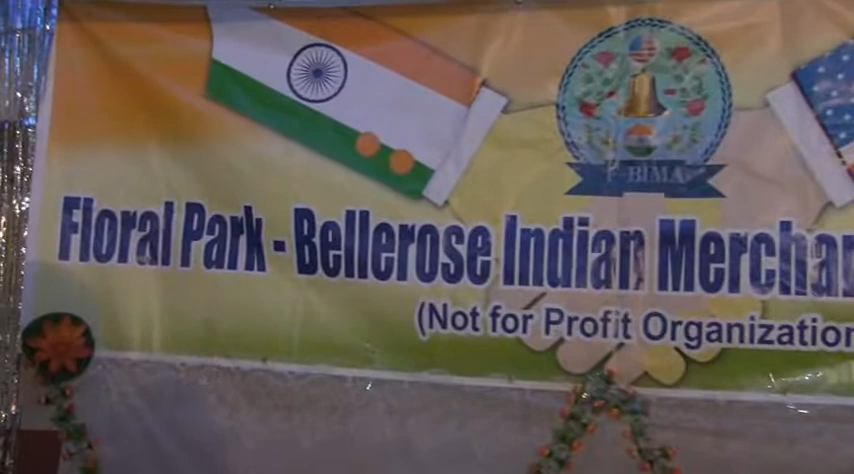 F-BIMA
Floral Park - Bellerose Indian Merchan
(Not for Profit Organization